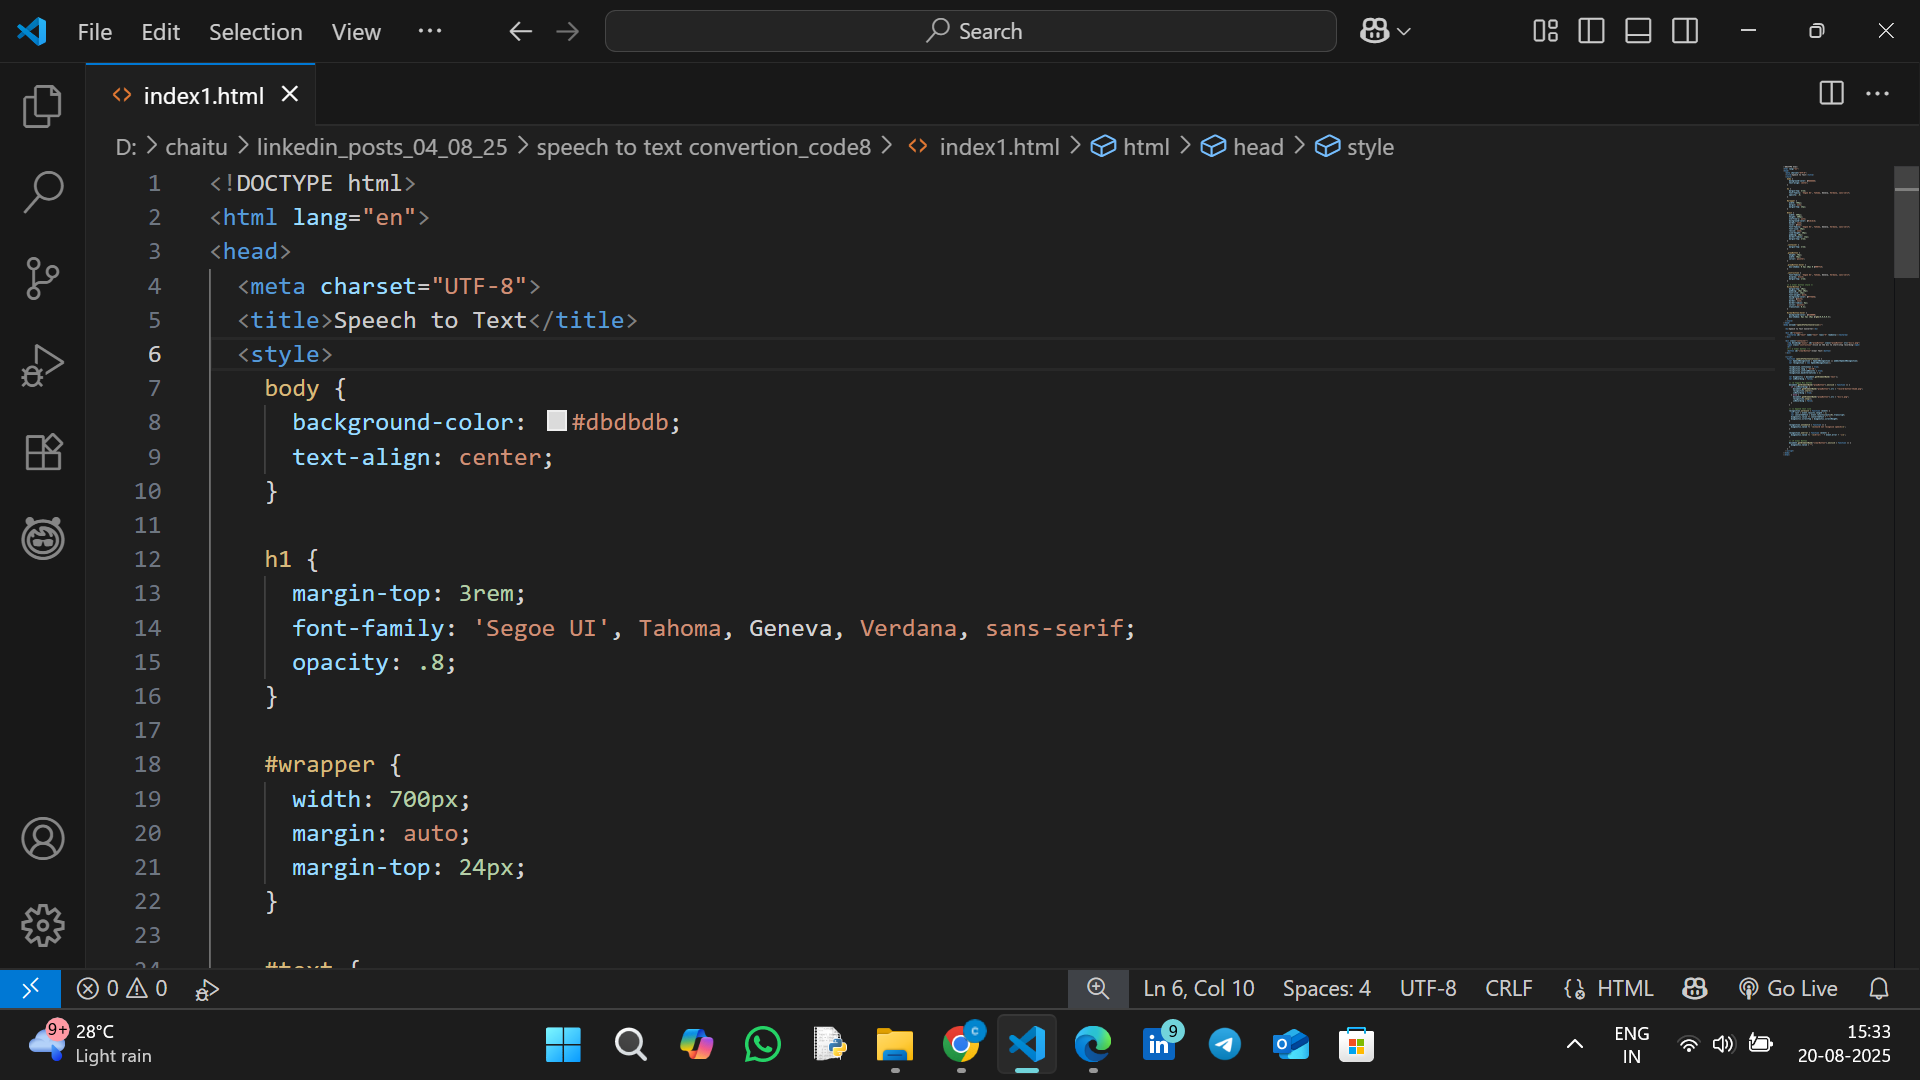 File Edit Selection View ... Search
index1.html
D: > chaitu > linkedin_posts_04_08_25 > speech to text convertion_code8 > index1.html > html > head > style
1 <!DOCTYPE html>
2 <html lang="en">
3 <head>
4 <meta charset="UTF-8">
5 <title>Speech to Text</title>
6 <style>
7 body {
8 background-color: #dbdbdb;
9 text-align: center;
10 }
11
12 h1 {
13 margin-top: 3rem;
14 font-family: 'Segoe UI', Tahoma, Geneva, Verdana, sans-serif;
15 opacity: .8;
16 }
17
18 #wrapper {
19 width: 700px;
20 margin: auto;
21 margin-top: 24px;
22 }
23
24 #text {
0 0 Ln 6, Col 10 Spaces: 4 UTF-8 CRLF {} HTML Go Live
9+ 28°C
Light rain
C
9
ENG
IN
15:33
20-08-2025